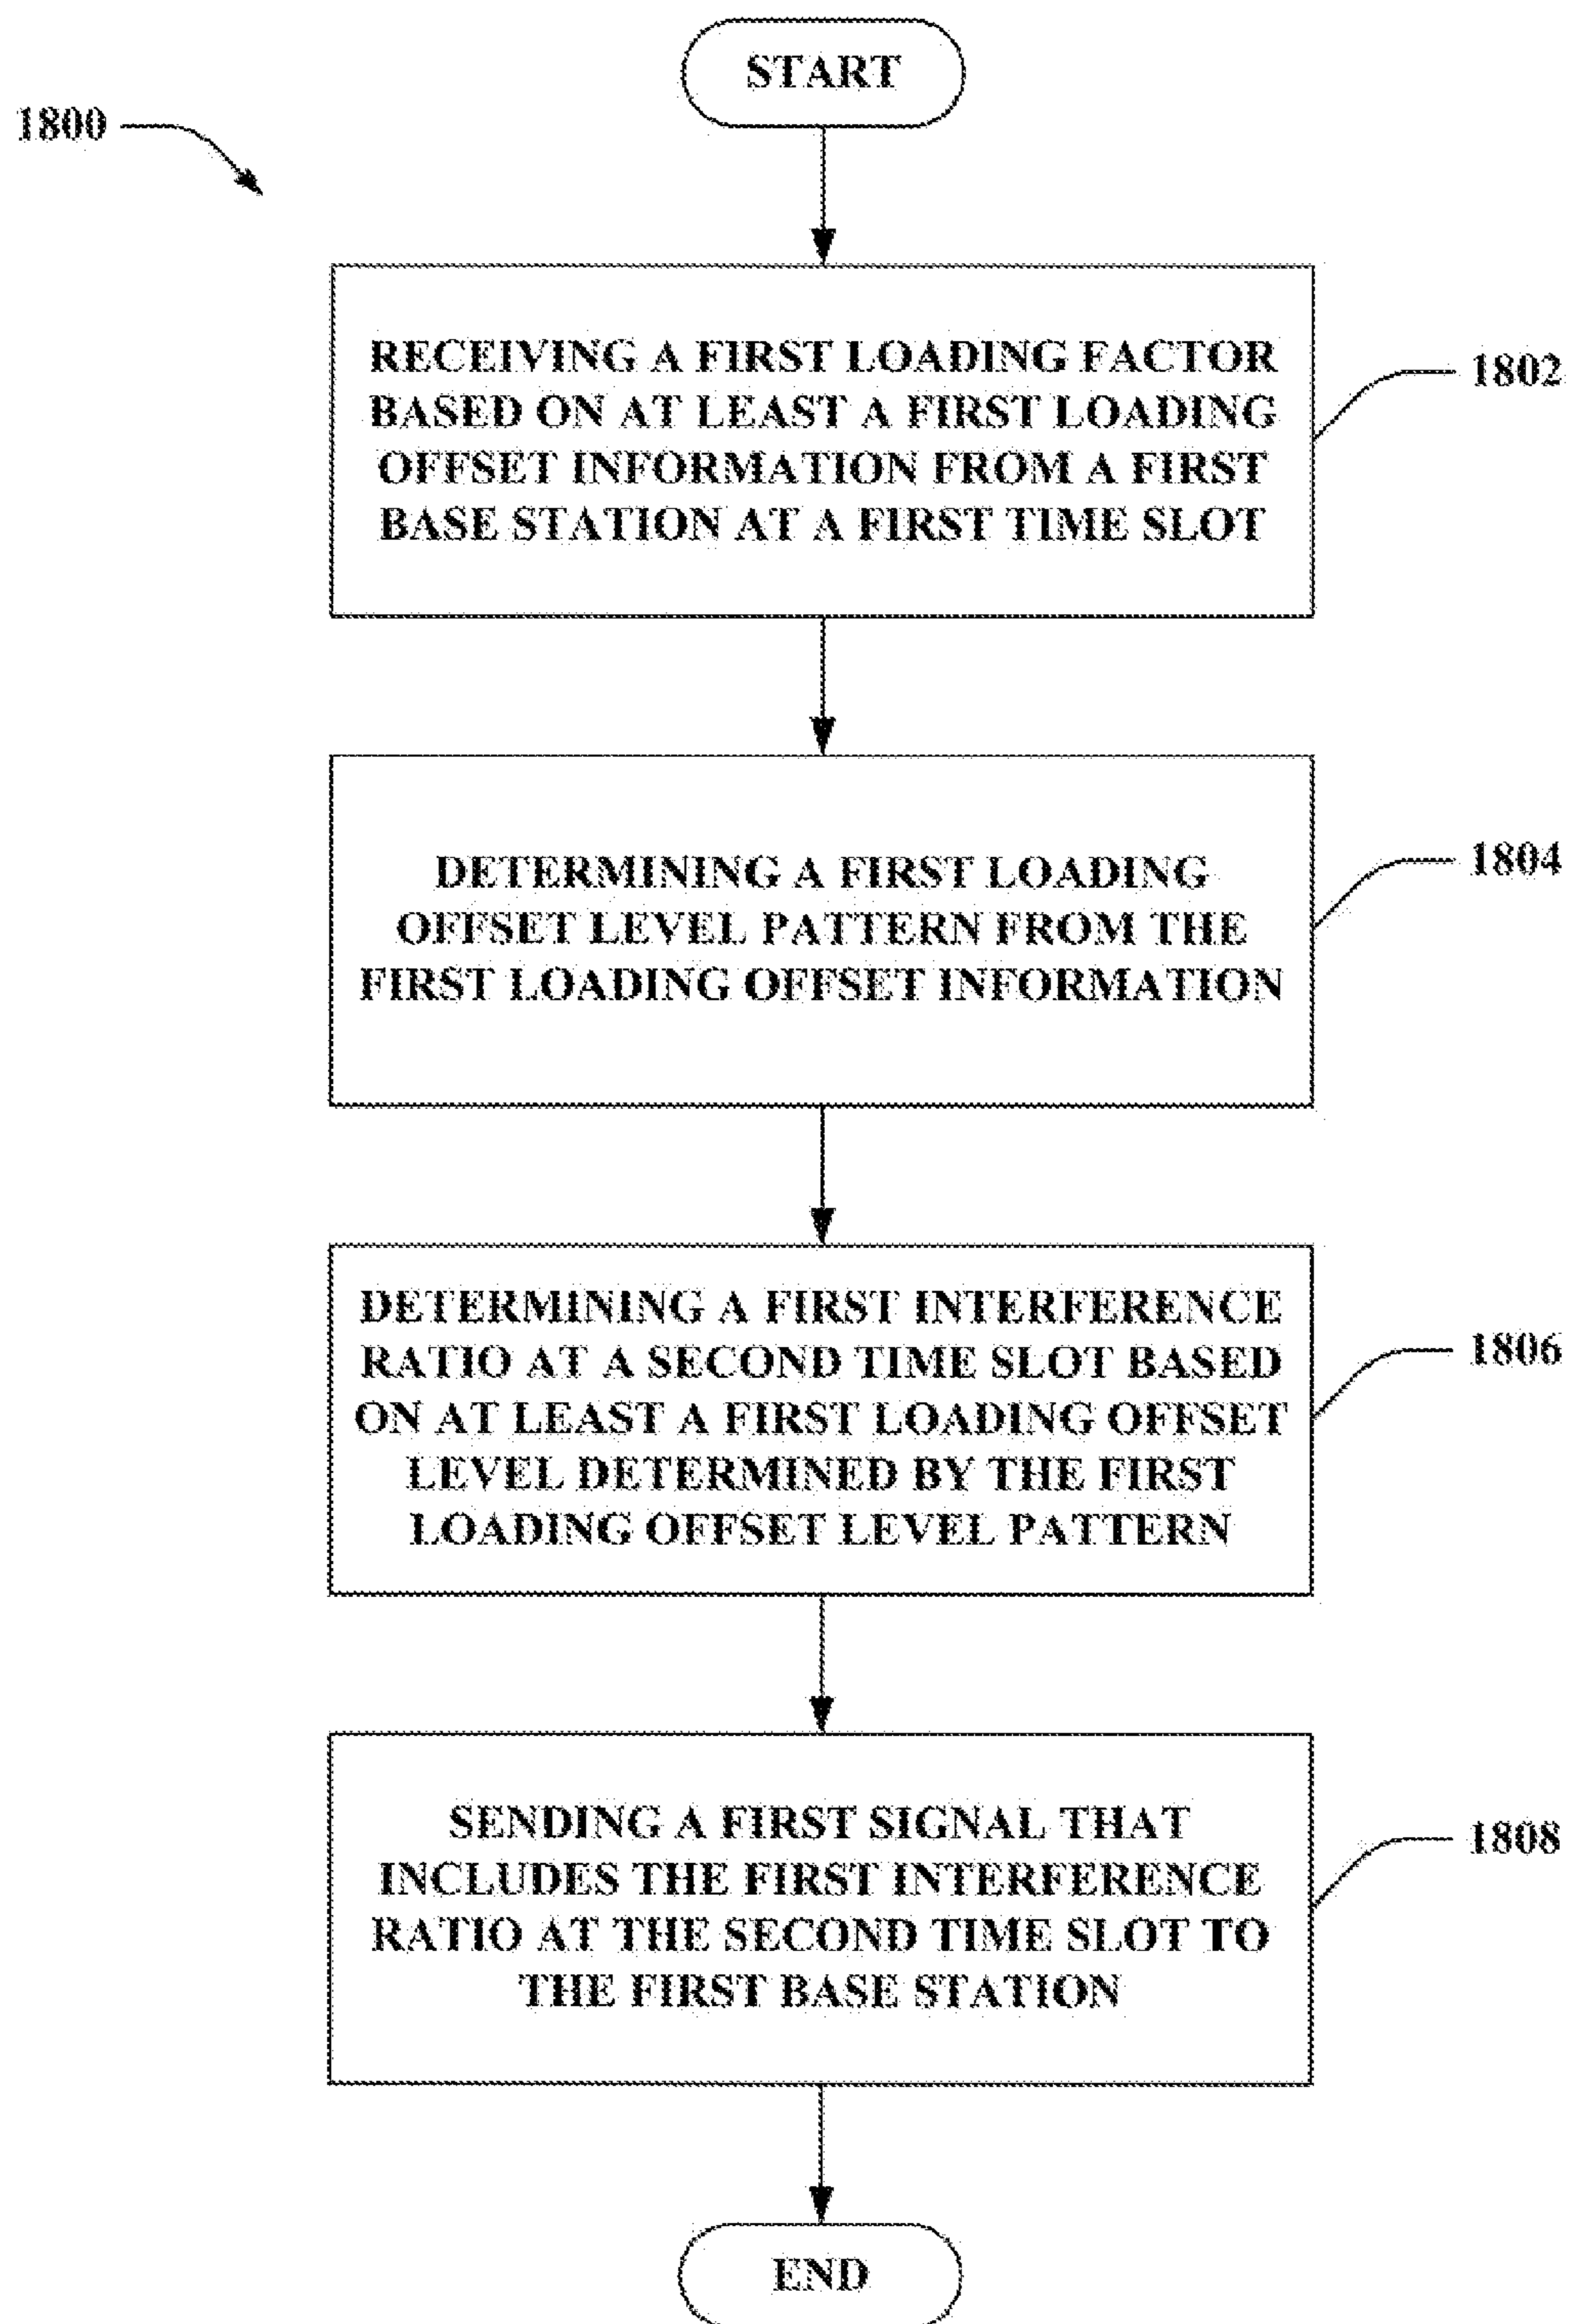 START
1800
RECEIVING A FIRST LOADING FACTOR
BASED ON AT LEAST A FIRST LOADING
OFFSET INFORMATION FROM A FIRST
BASE STATION AT A FIRST TIME SLOT
1802
DETERMINING A FIRST LOADING
OFFSET LEVEL PATTERN FROM THE
FIRST LOADING OFFSET INFORMATION
1804
DETERMINING A FIRST INTERFERENCE
RATIO AT A SECOND TIME SLOT BASED
ON AT LEAST A FIRST LOADING OFFSET
LEVEL DETERMINED BY THE FIRST
LOADING OFFSET LEVEL PATTERN
1806
SENDING A FIRST SIGNAL THAT
INCLUDES THE FIRST INTERFERENCE
RATIO AT THE SECOND TIME SLOT TO
THE FIRST BASE STATION
1808
END